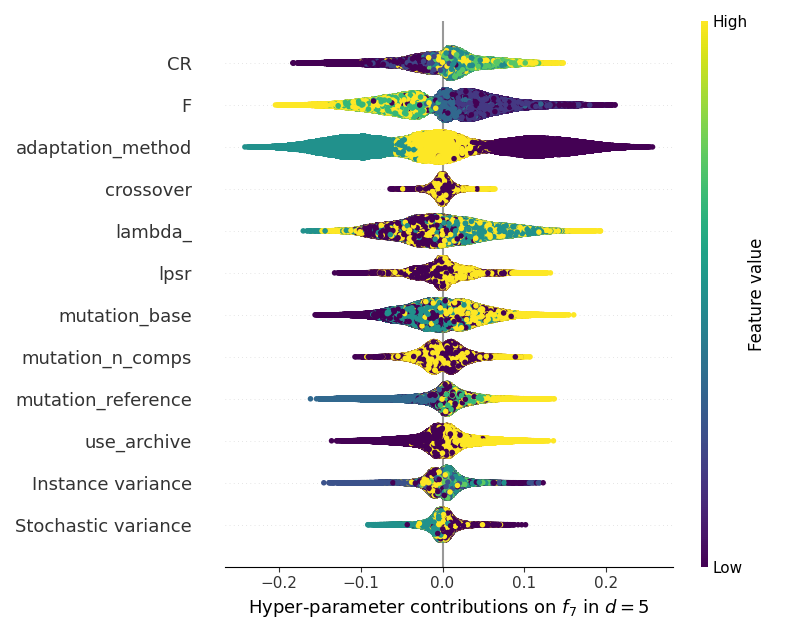 High
CR
F
adaptation_method
crossover
lambda_
lpsr
mutation_base
mutation_n_comps
mutation_reference
use_archive
Instance variance
Stochastic variance
Feature value
Low
−0.2 −0.1 0.0 0.1 0.2
Hyper-parameter contributions on f₇ in d = 5